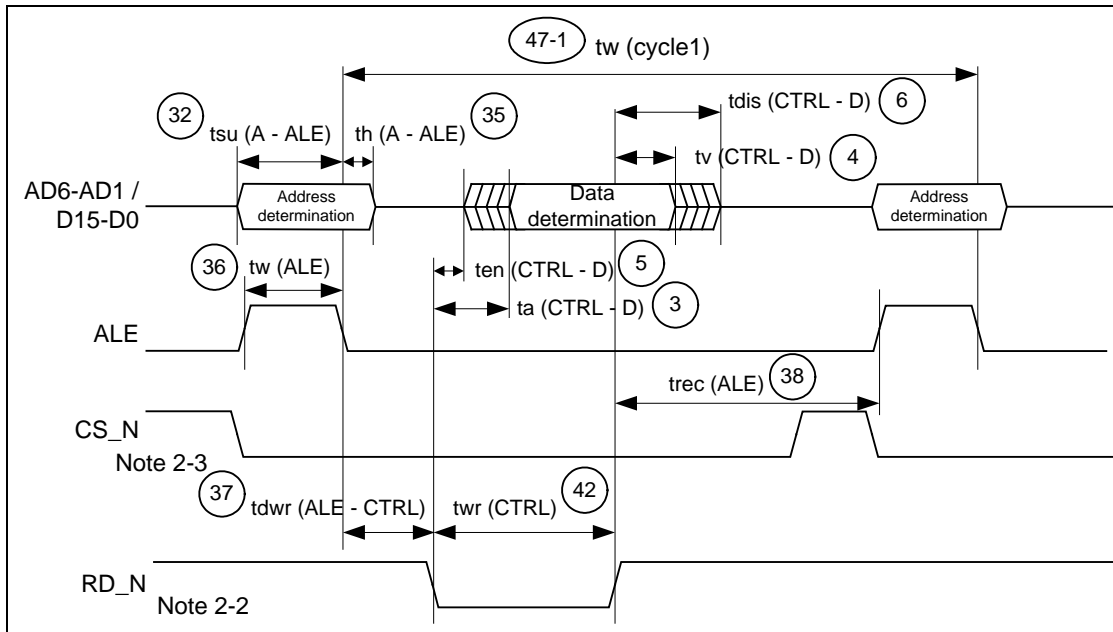 47-1
tw (cycle1)
tdis (CTRL - D)
6
32
tsu (A - ALE)
th (A - ALE)
35
tv (CTRL - D)
4
AD6-AD1 /
D15-D0
Address
determination
Data
determination
Address
determination
36
tw (ALE)
ten (CTRL - D)
5
ta (CTRL - D)
3
ALE
trec (ALE)
38
CS_N
Note 2-3
37
tdwr (ALE - CTRL)
twr (CTRL)
42
RD_N
Note 2-2